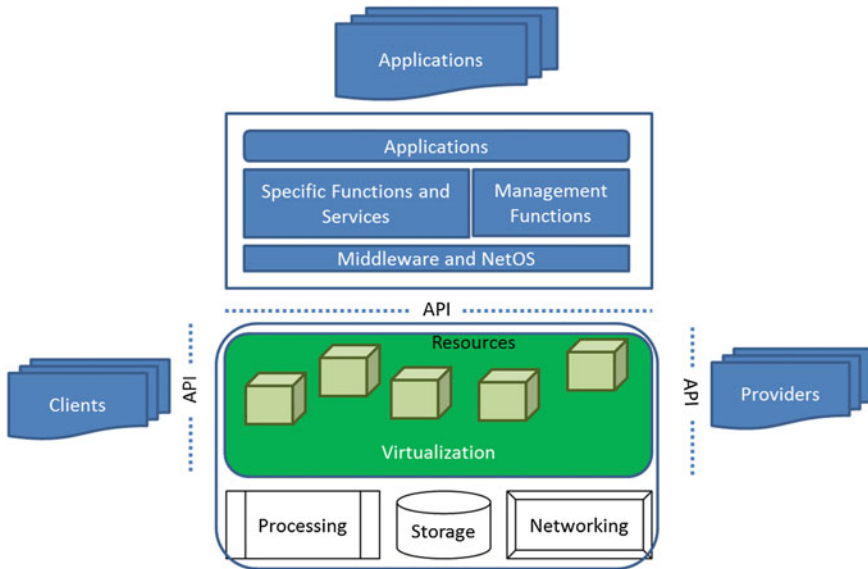 Applications
Applications
Specific Functions and
Services
Management
Functions
Middleware and NetOS
API
Clients
API
Resources
Virtualization
API
Providers
Processing
Storage
Networking